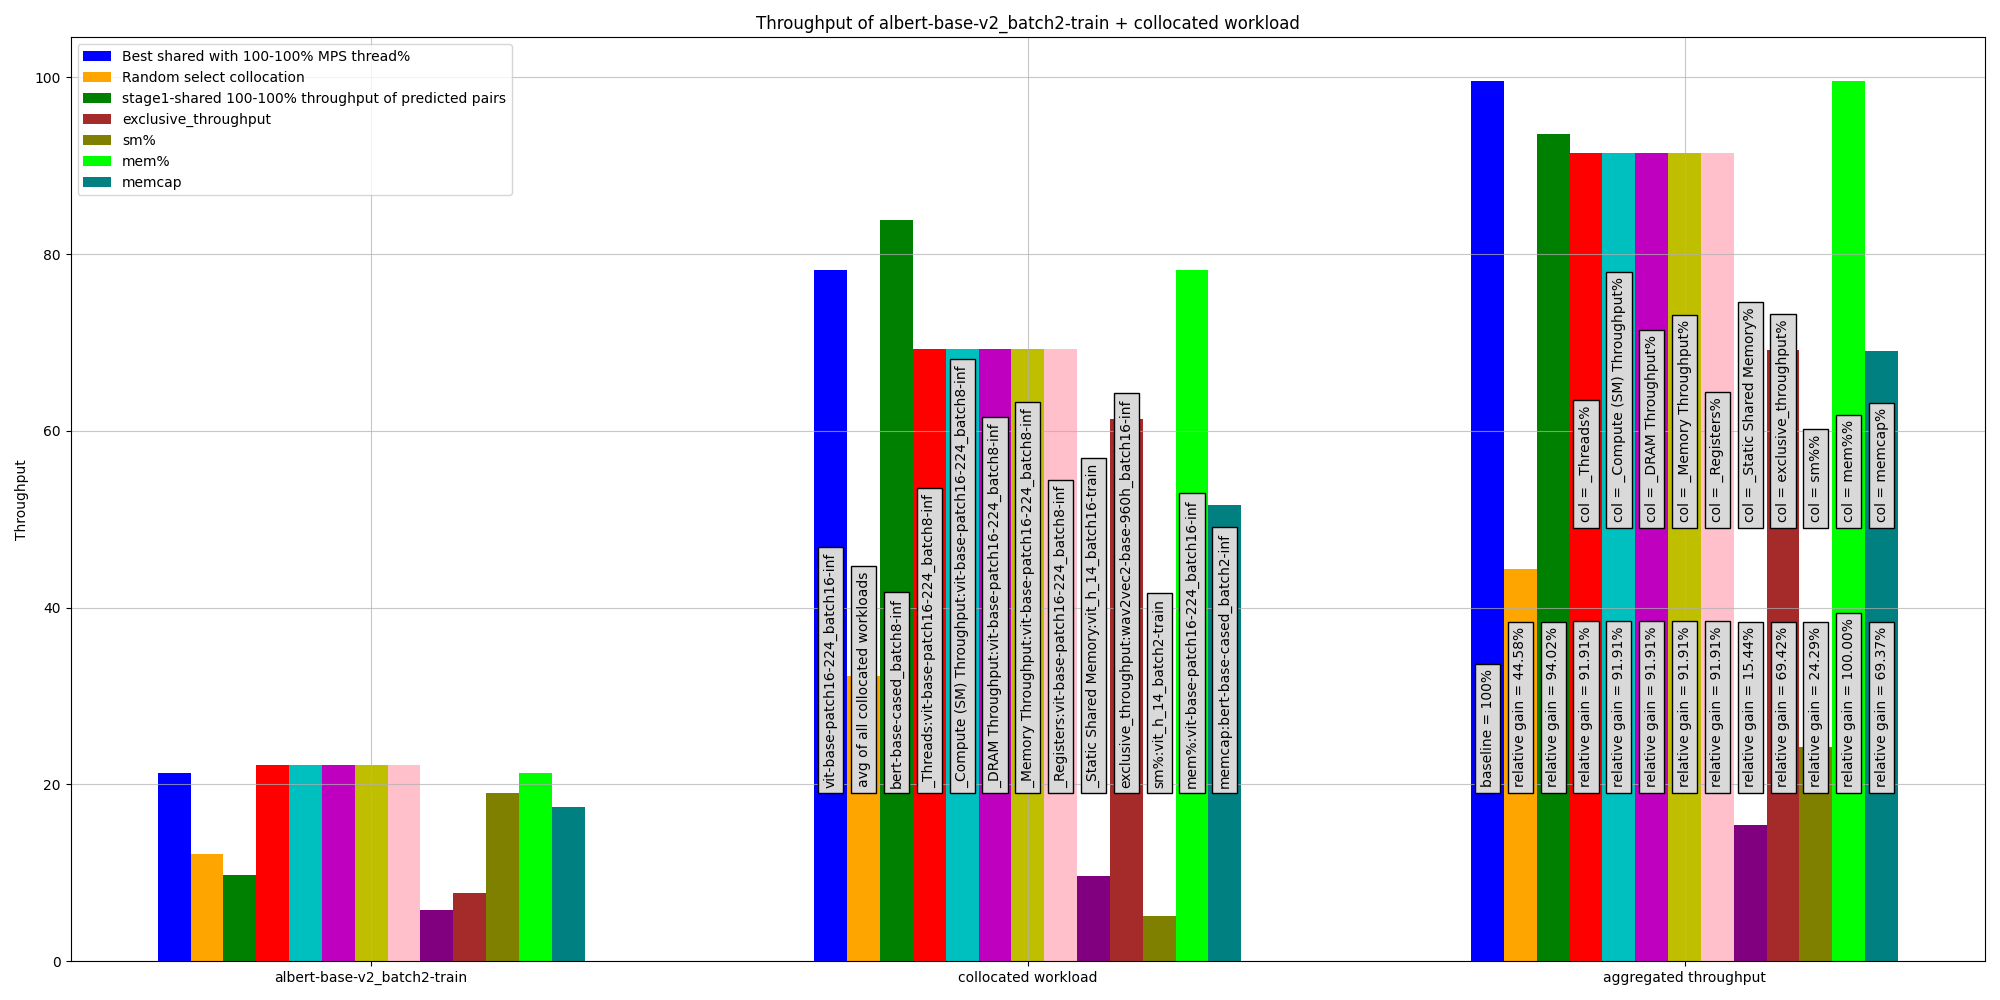 Throughput of albert-base-v2_batch2-train + collocated workload
Best shared with 100-100% MPS thread%
Random select collocation
stage1-shared 100-100% throughput of predicted pairs
exclusive_throughput
sm%
mem%
memcap
Throughput
100
80
60
40
20
0
vit-base-patch16-224_batch16-inf
avg of all collocated workloads
bert-base-cased_batch8-inf
_Threads:vit-base-patch16-224_batch8-inf
_Compute (SM) Throughput:vit-base-patch16-224_batch8-inf
_DRAM Throughput:vit-base-patch16-224_batch8-inf
_Memory Throughput:vit-base-patch16-224_batch8-inf
_Registers:vit-base-patch16-224_batch8-inf
_Static Shared Memory:vit_h_14_batch16-train
exclusive_throughput:wav2vec2-base-960h_batch16-inf
sm%:vit_h_14_batch2-train
mem%:vit-base-patch16-224_batch16-inf
memcap:bert-base-cased_batch2-inf
col = _Threads%
col = _Compute (SM) Throughput%
col = _DRAM Throughput%
col = _Memory Throughput%
col = _Registers%
col = _Static Shared Memory%
col = exclusive_throughput%
col = sm%%
col = mem%%
col = memcap%
baseline = 100%
relative gain = 44.58%
relative gain = 94.02%
relative gain = 91.91%
relative gain = 91.91%
relative gain = 91.91%
relative gain = 91.91%
relative gain = 91.91%
relative gain = 15.44%
relative gain = 69.42%
relative gain = 24.29%
relative gain = 100.00%
relative gain = 69.37%
albert-base-v2_batch2-train
collocated workload
aggregated throughput